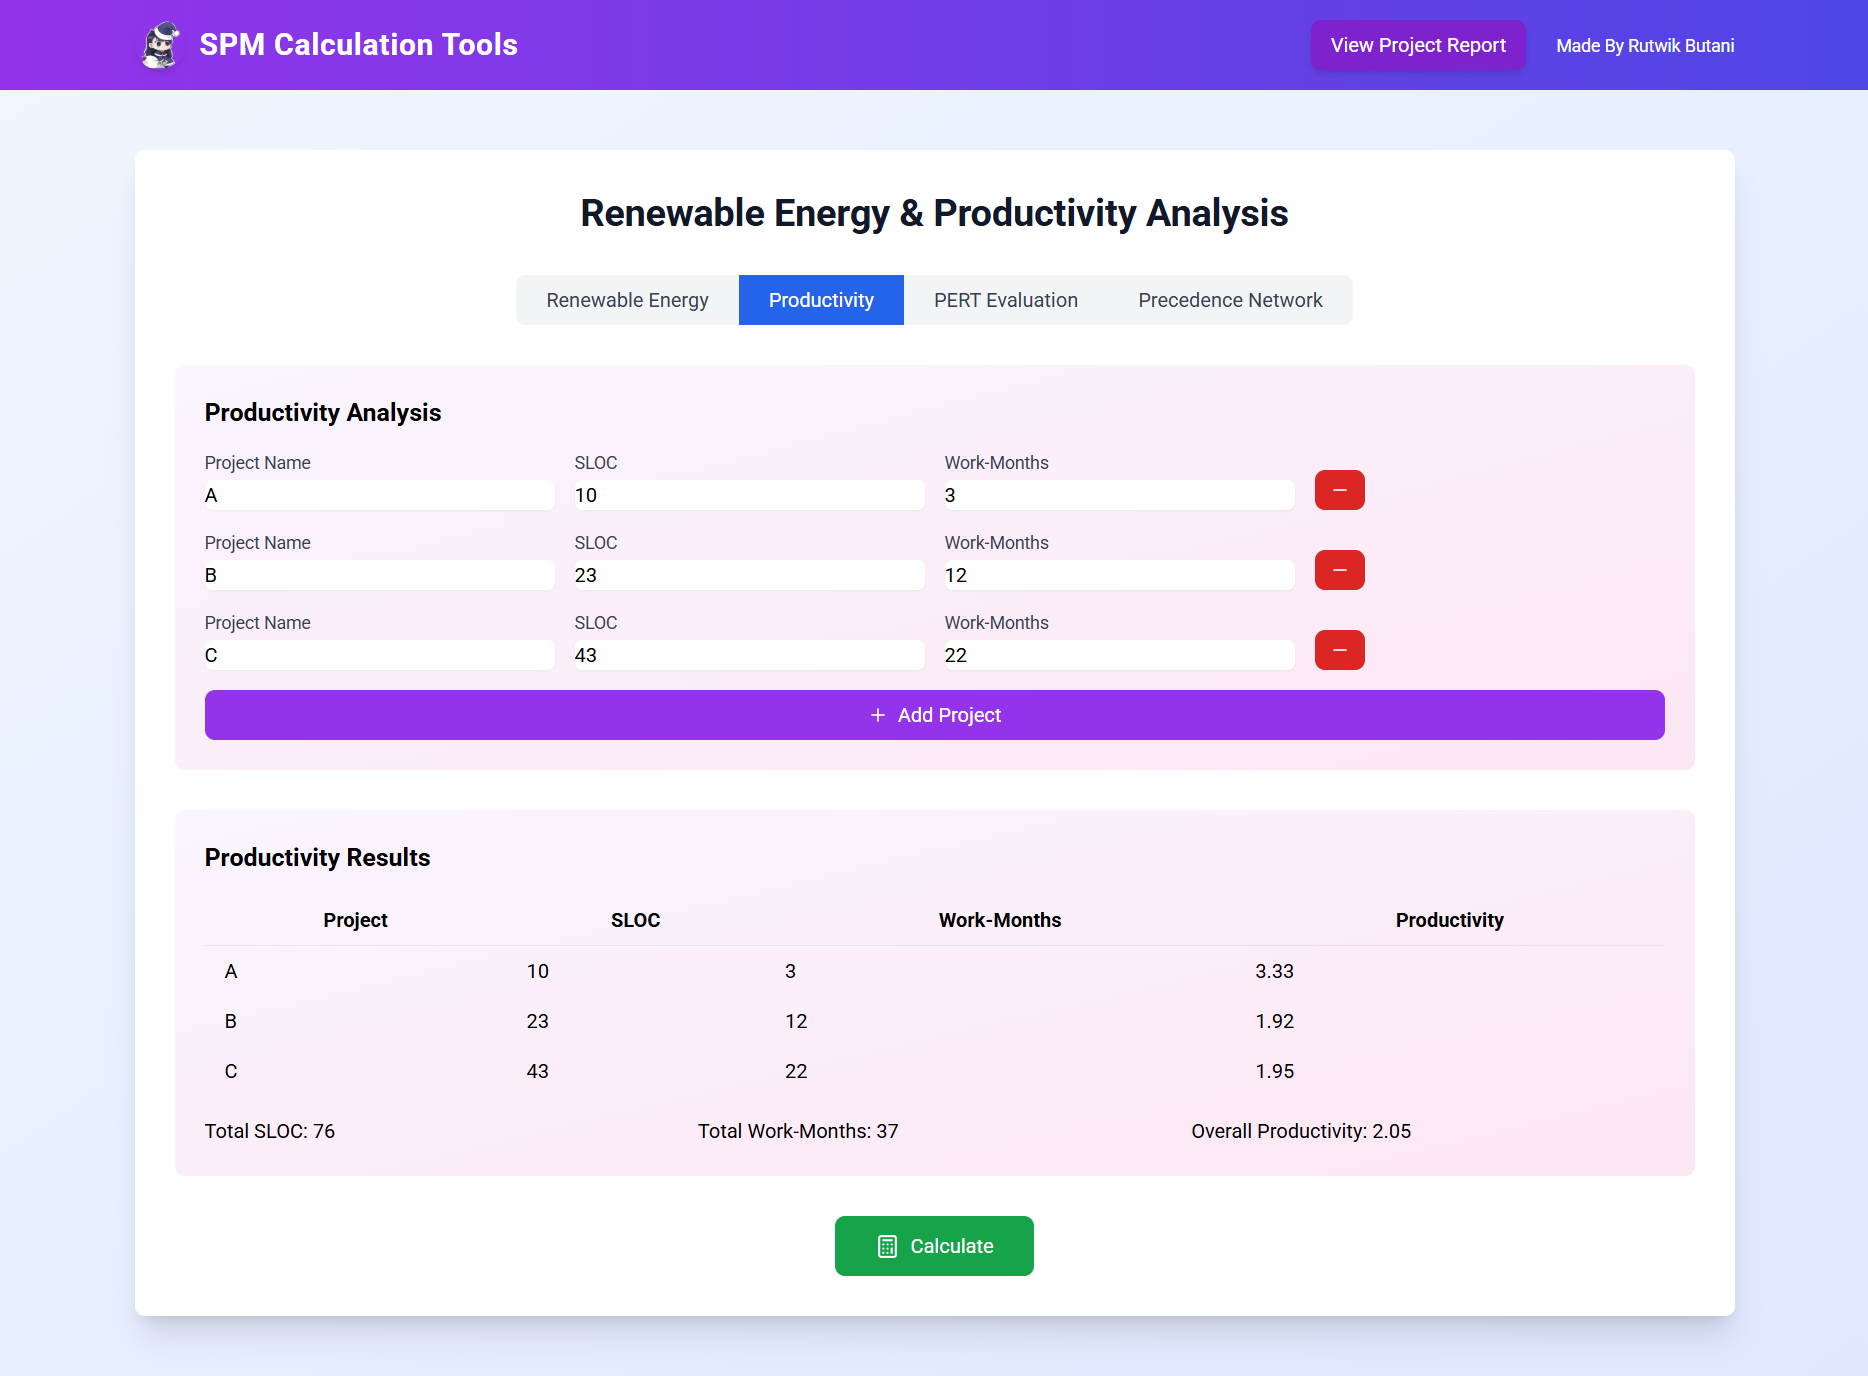 SPM Calculation Tools
View Project Report
Made By Rutwik Butani
Renewable Energy & Productivity Analysis
Renewable Energy Productivity PERT Evaluation Precedence Network
Productivity Analysis
Project Name SLOC Work-Months
A 10 3
Project Name SLOC Work-Months
B 23 12
Project Name SLOC Work-Months
C 43 22
Add Project
Productivity Results
Project SLOC Work-Months Productivity
A 10 3 3.33
B 23 12 1.92
C 43 22 1.95
Total SLOC: 76 Total Work-Months: 37 Overall Productivity: 2.05
Calculate